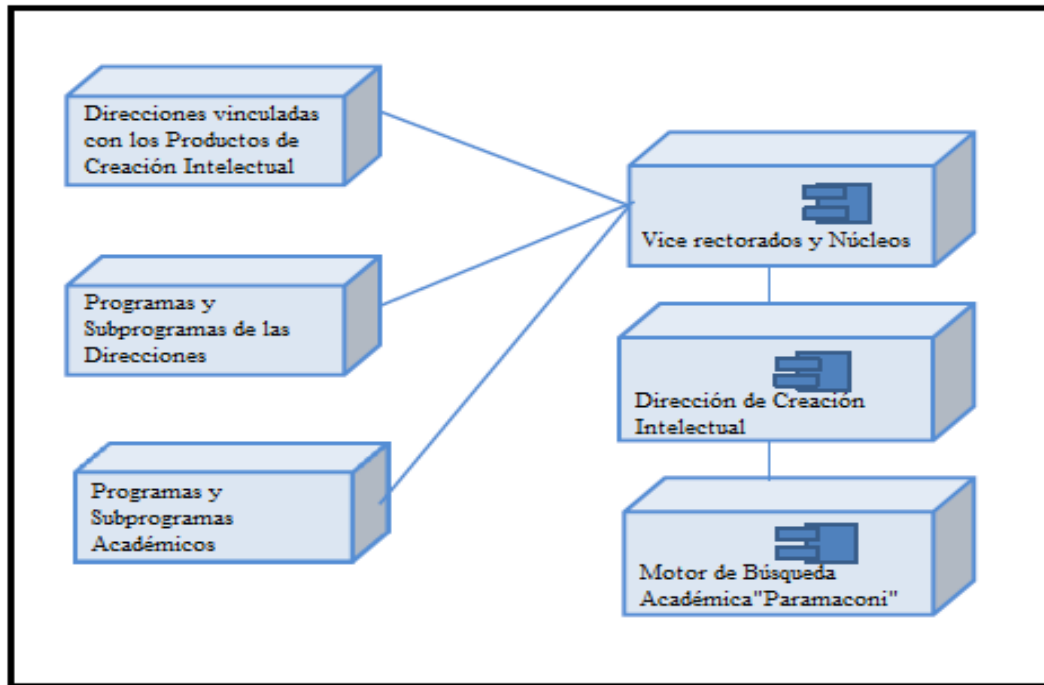 Direcciones vinculadas
con los Productos de
Creación Intelectual
Programas y
Subprogramas de las
Direcciones
Programas y
Subprogramas
Académicos
Vice rectorados y Núcleos
Dirección de Creación
Intelectual
Motor de Búsqueda
Académica"Paramaconi"